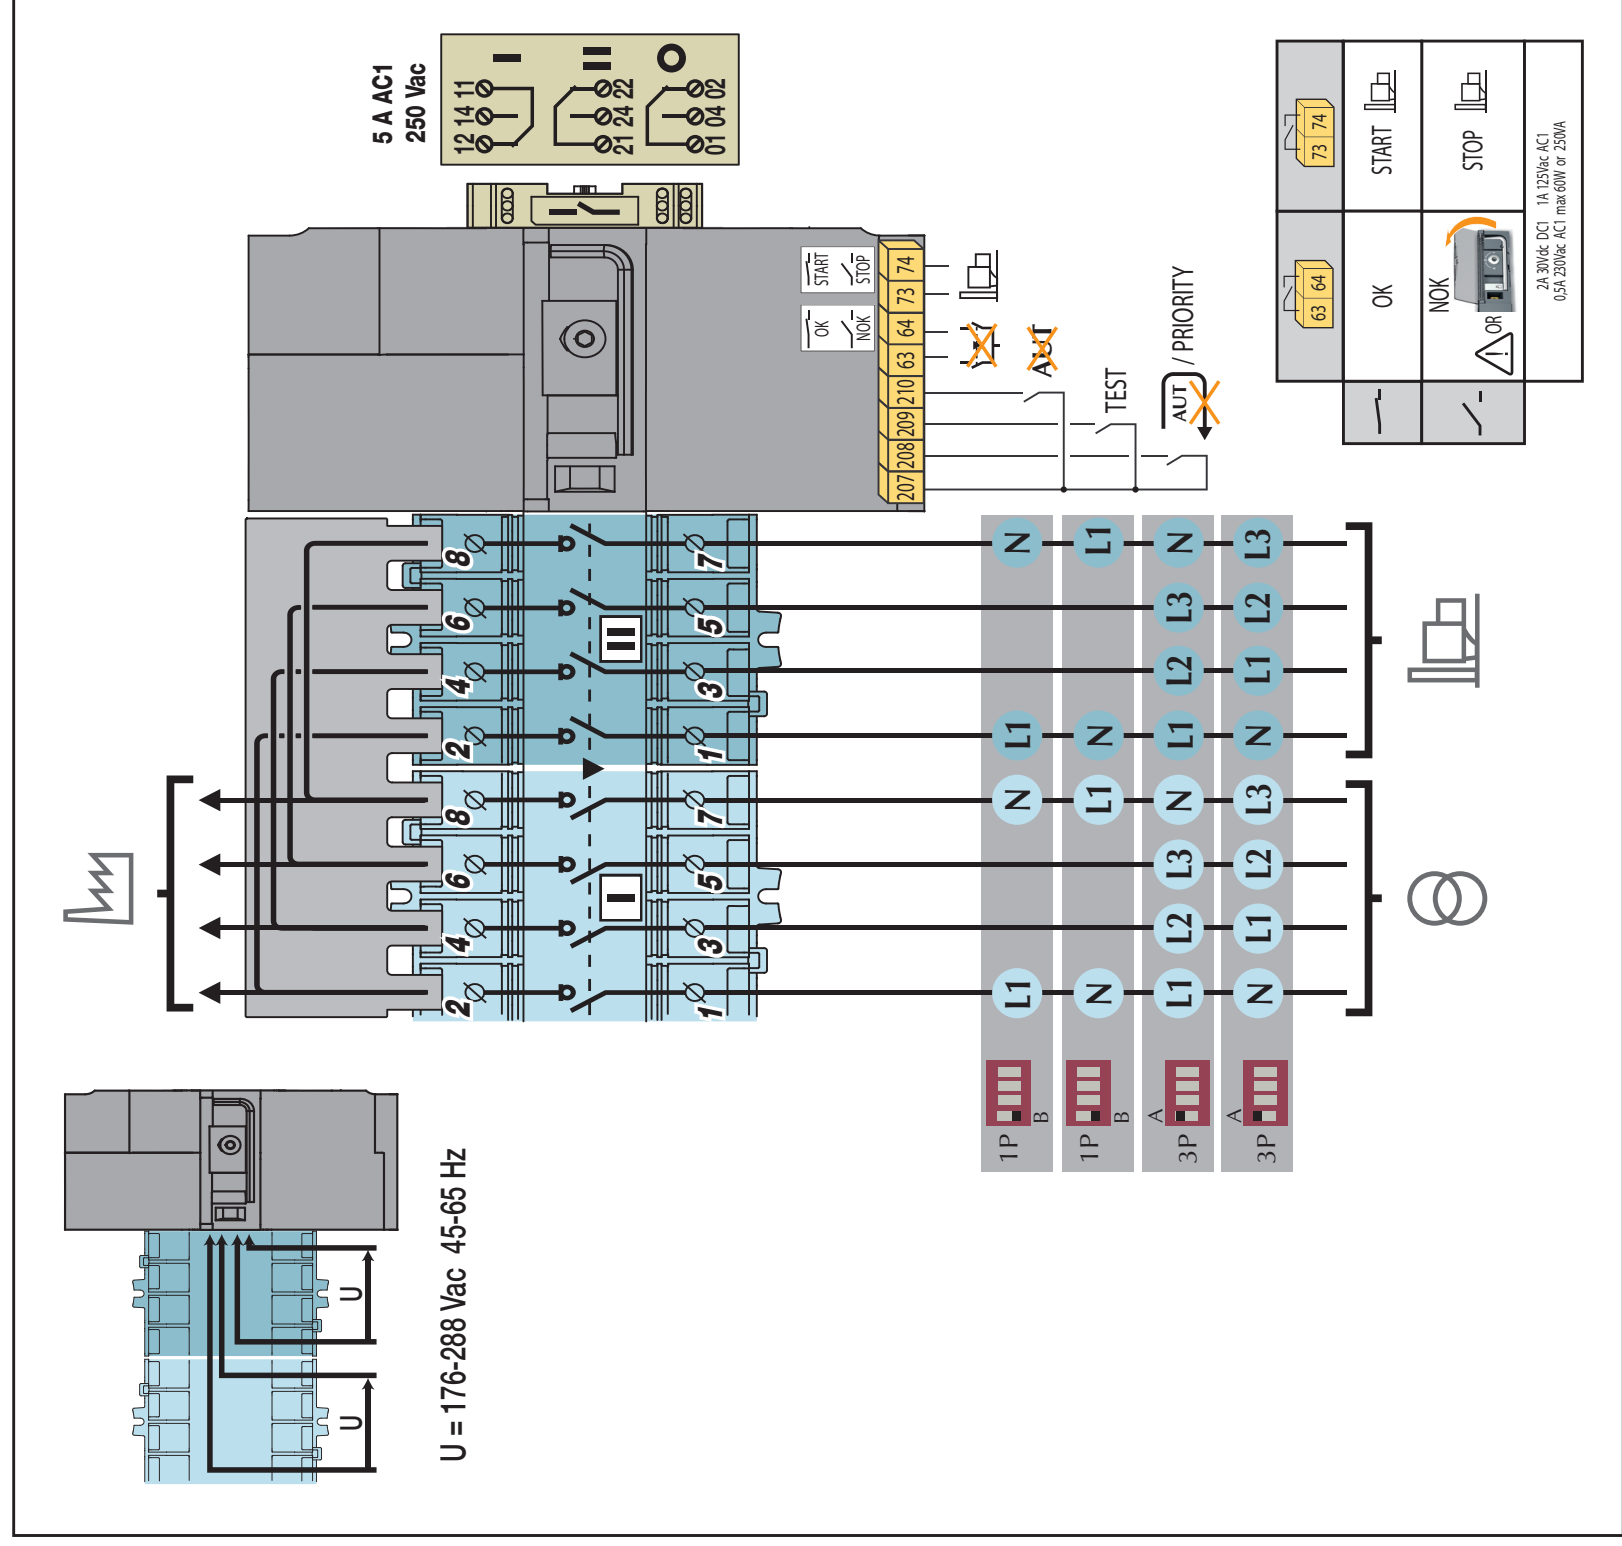 5 A AC1
250 Vac
12 14 11
21 24 22
01 04 02
I
II
O
START
STOP
OK
NOK
207 208 209 210 63 64 73 74
AUT
TEST
AUT / PRIORITY
63 64
73 74
OK
START
NOK
OR
STOP
2A 30Vdc DC1 1A 125Vac AC1
0,5A 230Vac AC1 max 60W or 250VA
2 4 6 8 2 4 6 8
I
II
1 3 5 7 1 3 5 7
1P B L1 N L1 N
1P B N L1 N L1
3P A L1 L2 L3 N L1 L2 L3 N
3P A N L1 L2 L3 N L1 L2 L3
U
U
U = 176-288 Vac 45-65 Hz